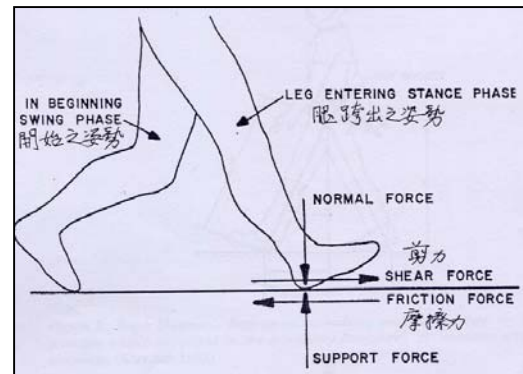 IN BEGINNING
SWING PHASE
開始之姿勢
LEG ENTERING STANCE PHASE
腿跨出之姿勢
NORMAL FORCE
剪力
SHEAR FORCE
FRICTION FORCE
摩擦力
SUPPORT FORCE